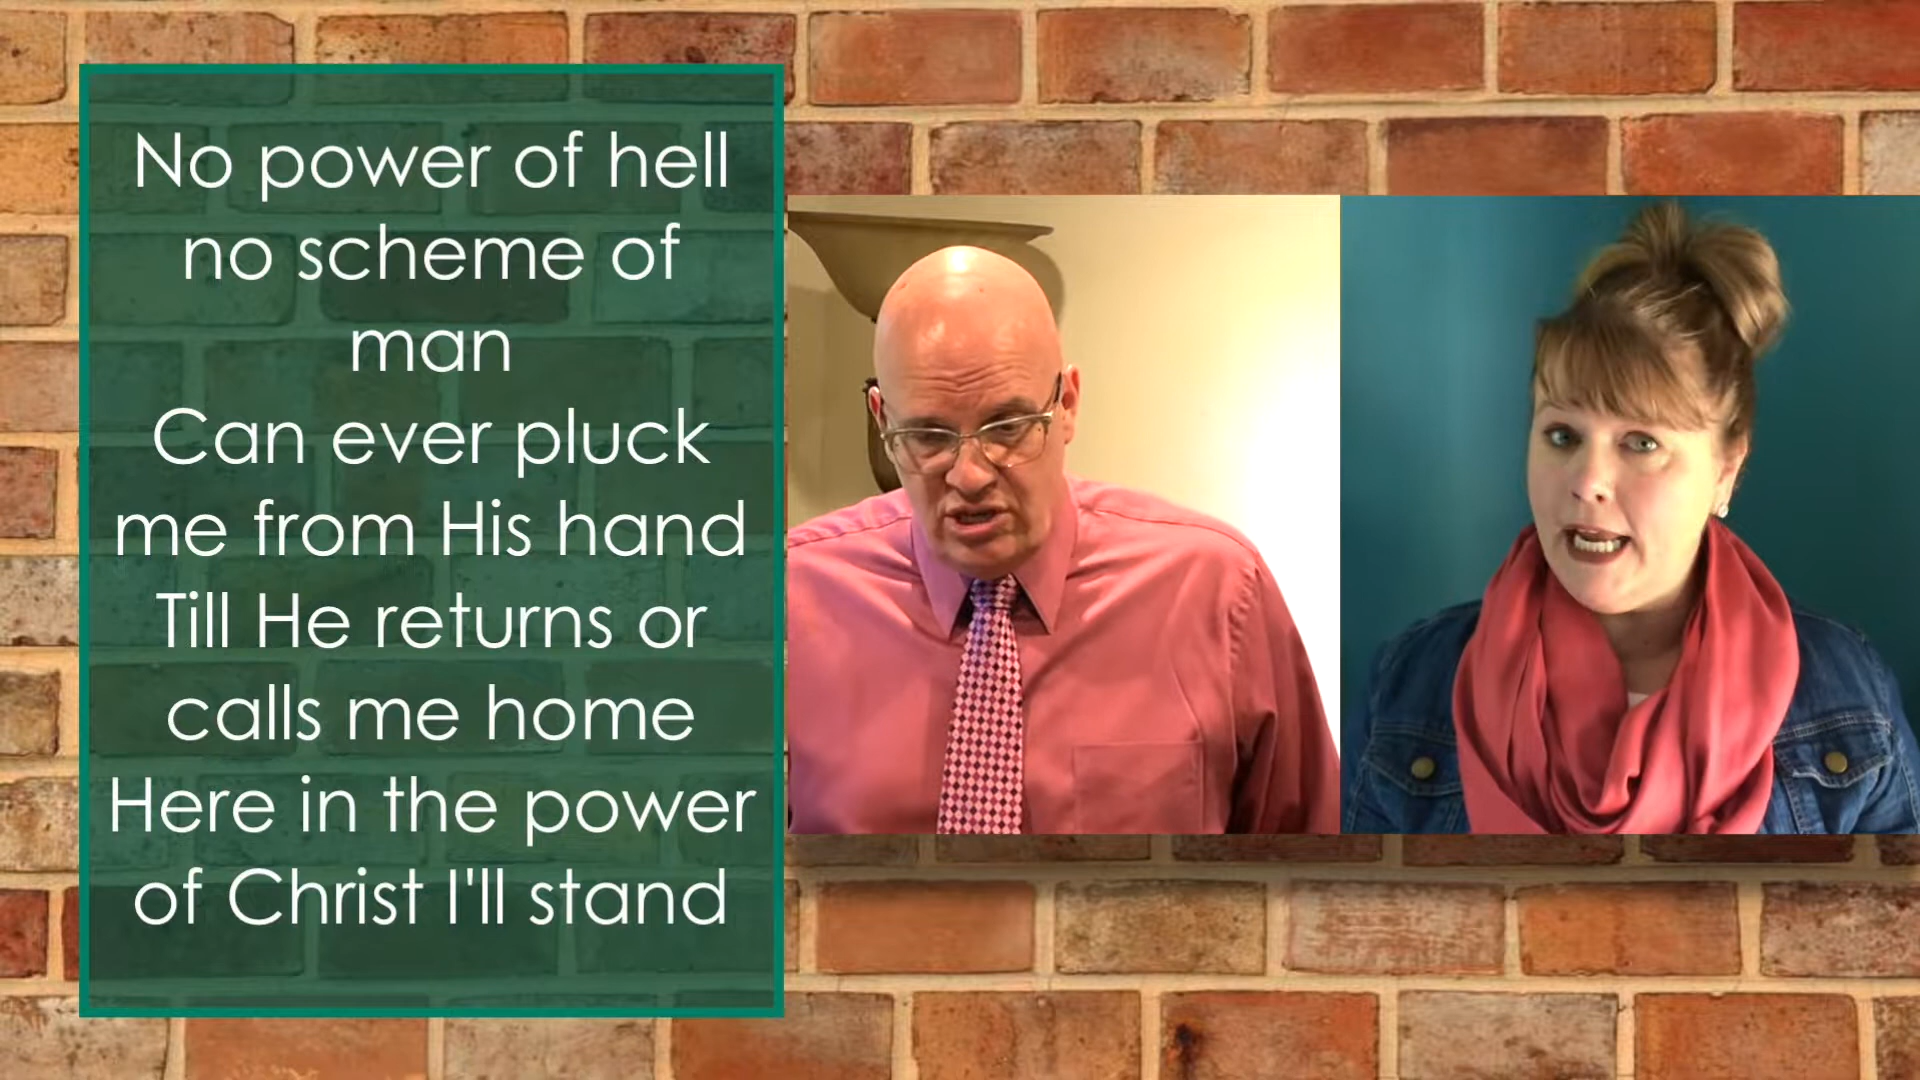 No power of hell
no scheme of
man
Can ever pluck
me from His hand
Till He returns or
calls me home
Here in the power
of Christ I'll stand